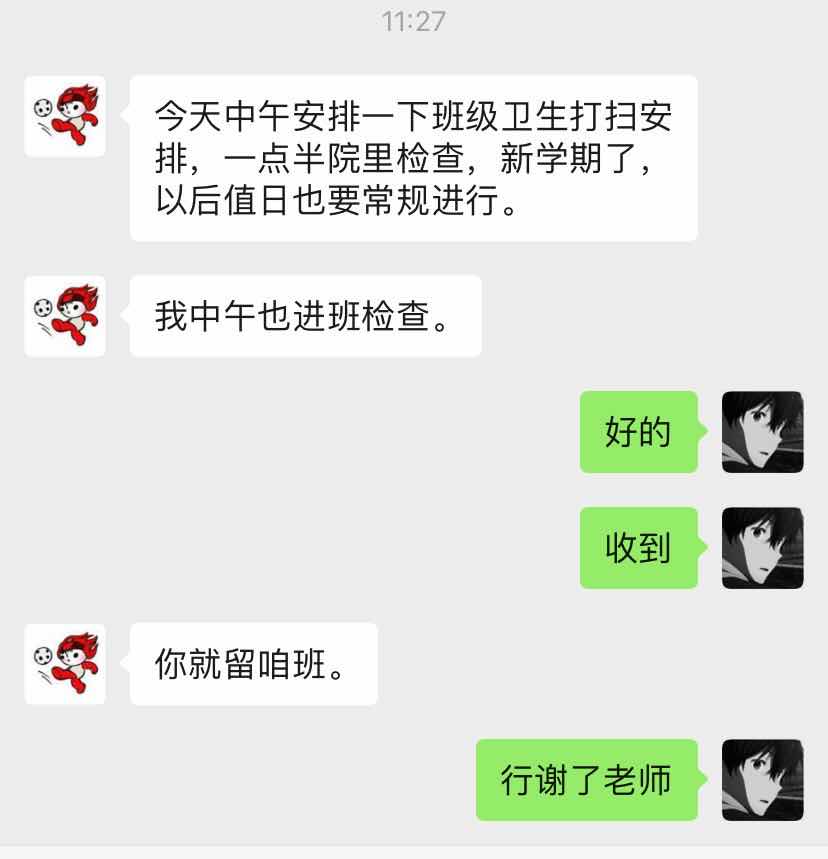 11:27
今天中午安排一下班级卫生打扫安
排，一点半院里检查，新学期了，
以后值日也要常规进行。
我中午也进班检查。
好的
收到
你就留咱班。
行谢了老师